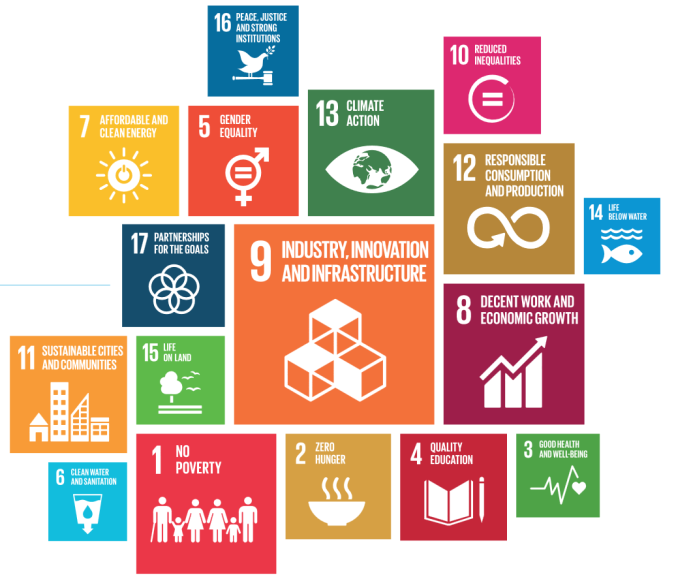 16 PEACE, JUSTICE
AND STRONG
INSTITUTIONS
10 REDUCED
INEQUALITIES
7 AFFORDABLE AND
CLEAN ENERGY
5 GENDER
EQUALITY
13 CLIMATE
ACTION
12 RESPONSIBLE
CONSUMPTION
AND PRODUCTION
14 LIFE
BELOW WATER
17 PARTNERSHIPS
FOR THE GOALS
9 INDUSTRY, INNOVATION
AND INFRASTRUCTURE
8 DECENT WORK AND
ECONOMIC GROWTH
11 SUSTAINABLE CITIES
AND COMMUNITIES
15 LIFE
ON LAND
6 CLEAN WATER
AND SANITATION
1 NO
POVERTY
2 ZERO
HUNGER
4 QUALITY
EDUCATION
3 GOOD HEALTH
AND WELL-BEING